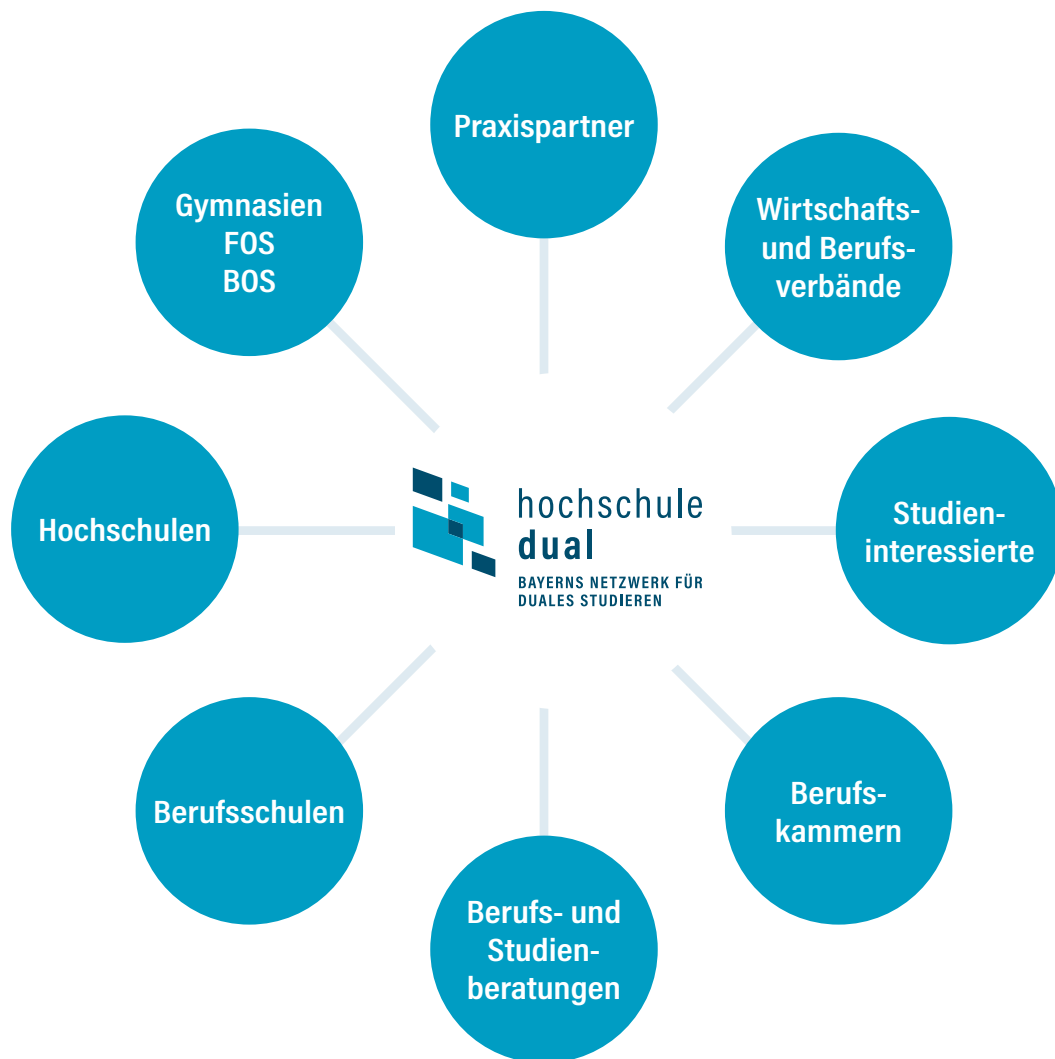 Praxispartner
Gymnasien
FOS
BOS
Wirtschafts-
und Berufs-
verbände
hochschule
dual
BAYERNS NETZWERK FÜR
DUALES STUDIEREN
Hochschulen
Studien-
interessierte
Berufsschulen
Berufs-
kammern
Berufs- und
Studien-
beratungen